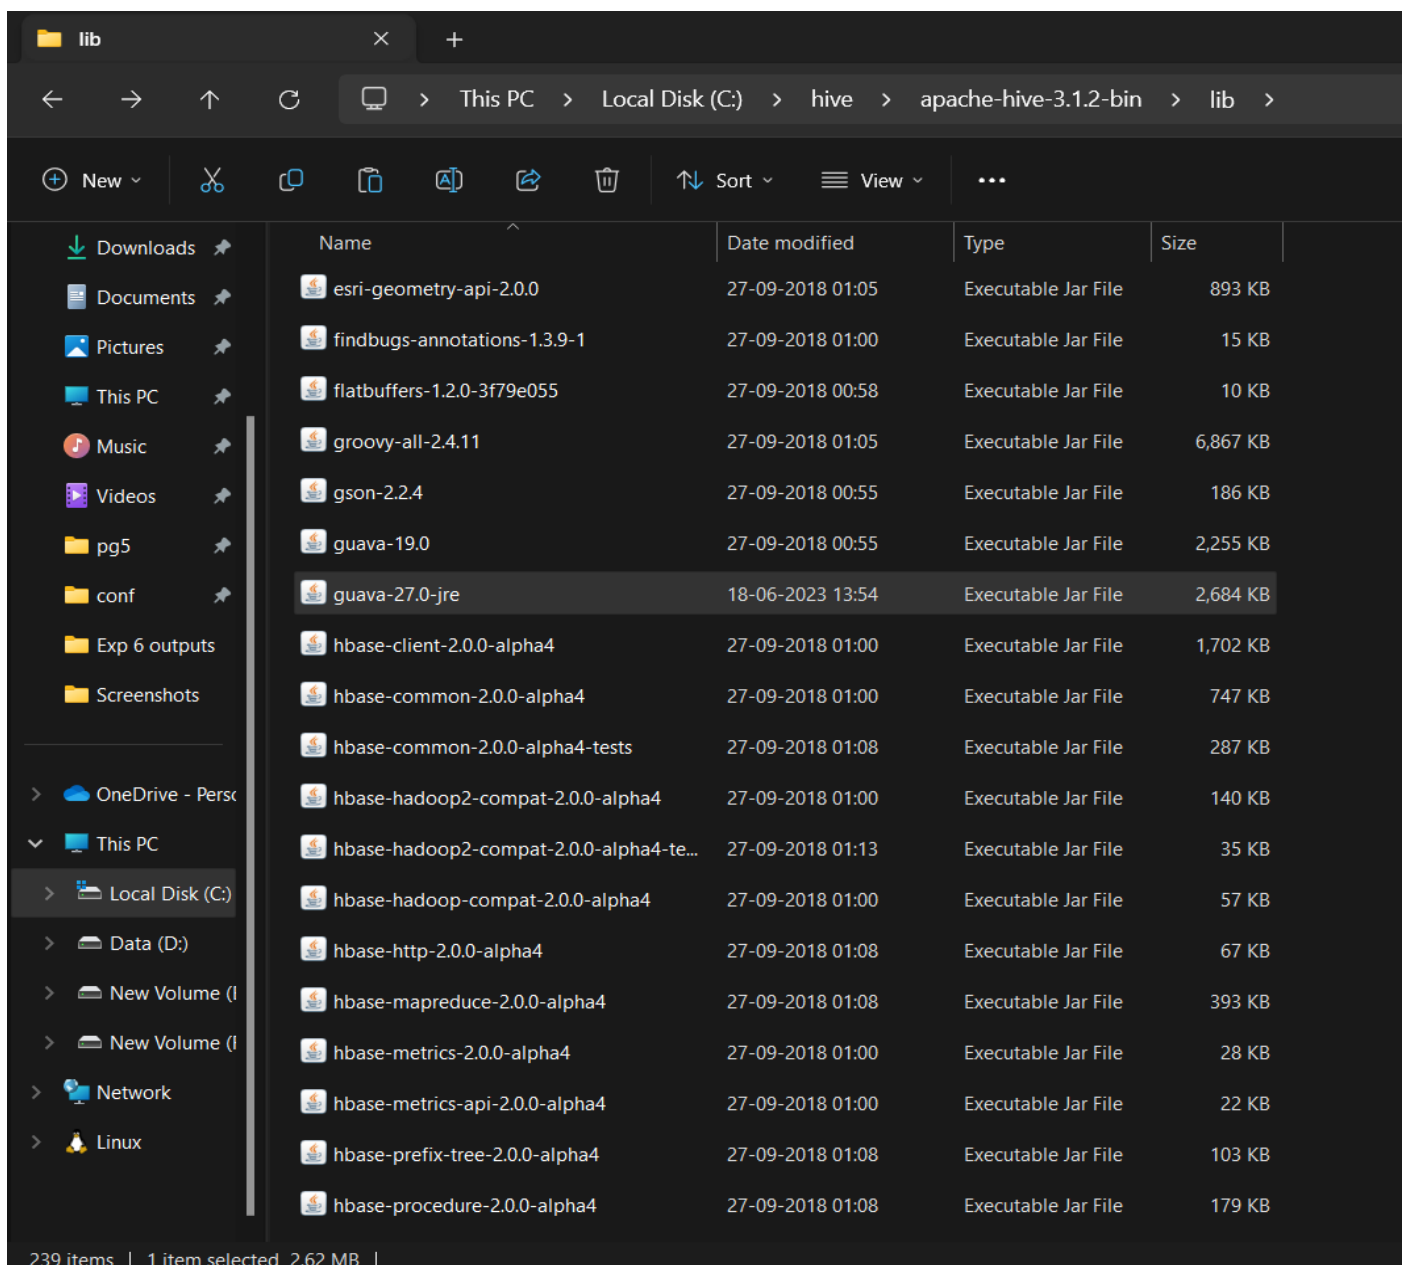 lib
This PC > Local Disk (C:) > hive > apache-hive-3.1.2-bin > lib >
New Sort View
Name Date modified Type Size
Downloads
Documents
Pictures
This PC
Music
Videos
pg5
conf
Exp 6 outputs
Screenshots
OneDrive - Perso
This PC
Local Disk (C:)
Data (D:)
New Volume (
New Volume (
Network
Linux
esri-geometry-api-2.0.0 27-09-2018 01:05 Executable Jar File 893 KB
findbugs-annotations-1.3.9-1 27-09-2018 01:00 Executable Jar File 15 KB
flatbuffers-1.2.0-3f79e055 27-09-2018 00:58 Executable Jar File 10 KB
groovy-all-2.4.11 27-09-2018 01:05 Executable Jar File 6,867 KB
gson-2.2.4 27-09-2018 00:55 Executable Jar File 186 KB
guava-19.0 27-09-2018 00:55 Executable Jar File 2,255 KB
guava-27.0-jre 18-06-2023 13:54 Executable Jar File 2,684 KB
hbase-client-2.0.0-alpha4 27-09-2018 01:00 Executable Jar File 1,702 KB
hbase-common-2.0.0-alpha4 27-09-2018 01:00 Executable Jar File 747 KB
hbase-common-2.0.0-alpha4-tests 27-09-2018 01:08 Executable Jar File 287 KB
hbase-hadoop2-compat-2.0.0-alpha4 27-09-2018 01:00 Executable Jar File 140 KB
hbase-hadoop2-compat-2.0.0-alpha4-te... 27-09-2018 01:13 Executable Jar File 35 KB
hbase-hadoop-compat-2.0.0-alpha4 27-09-2018 01:00 Executable Jar File 57 KB
hbase-http-2.0.0-alpha4 27-09-2018 01:08 Executable Jar File 67 KB
hbase-mapreduce-2.0.0-alpha4 27-09-2018 01:08 Executable Jar File 393 KB
hbase-metrics-2.0.0-alpha4 27-09-2018 01:00 Executable Jar File 28 KB
hbase-metrics-api-2.0.0-alpha4 27-09-2018 01:00 Executable Jar File 22 KB
hbase-prefix-tree-2.0.0-alpha4 27-09-2018 01:08 Executable Jar File 103 KB
hbase-procedure-2.0.0-alpha4 27-09-2018 01:08 Executable Jar File 179 KB
239 items | 1 item selected 2.62 MB |